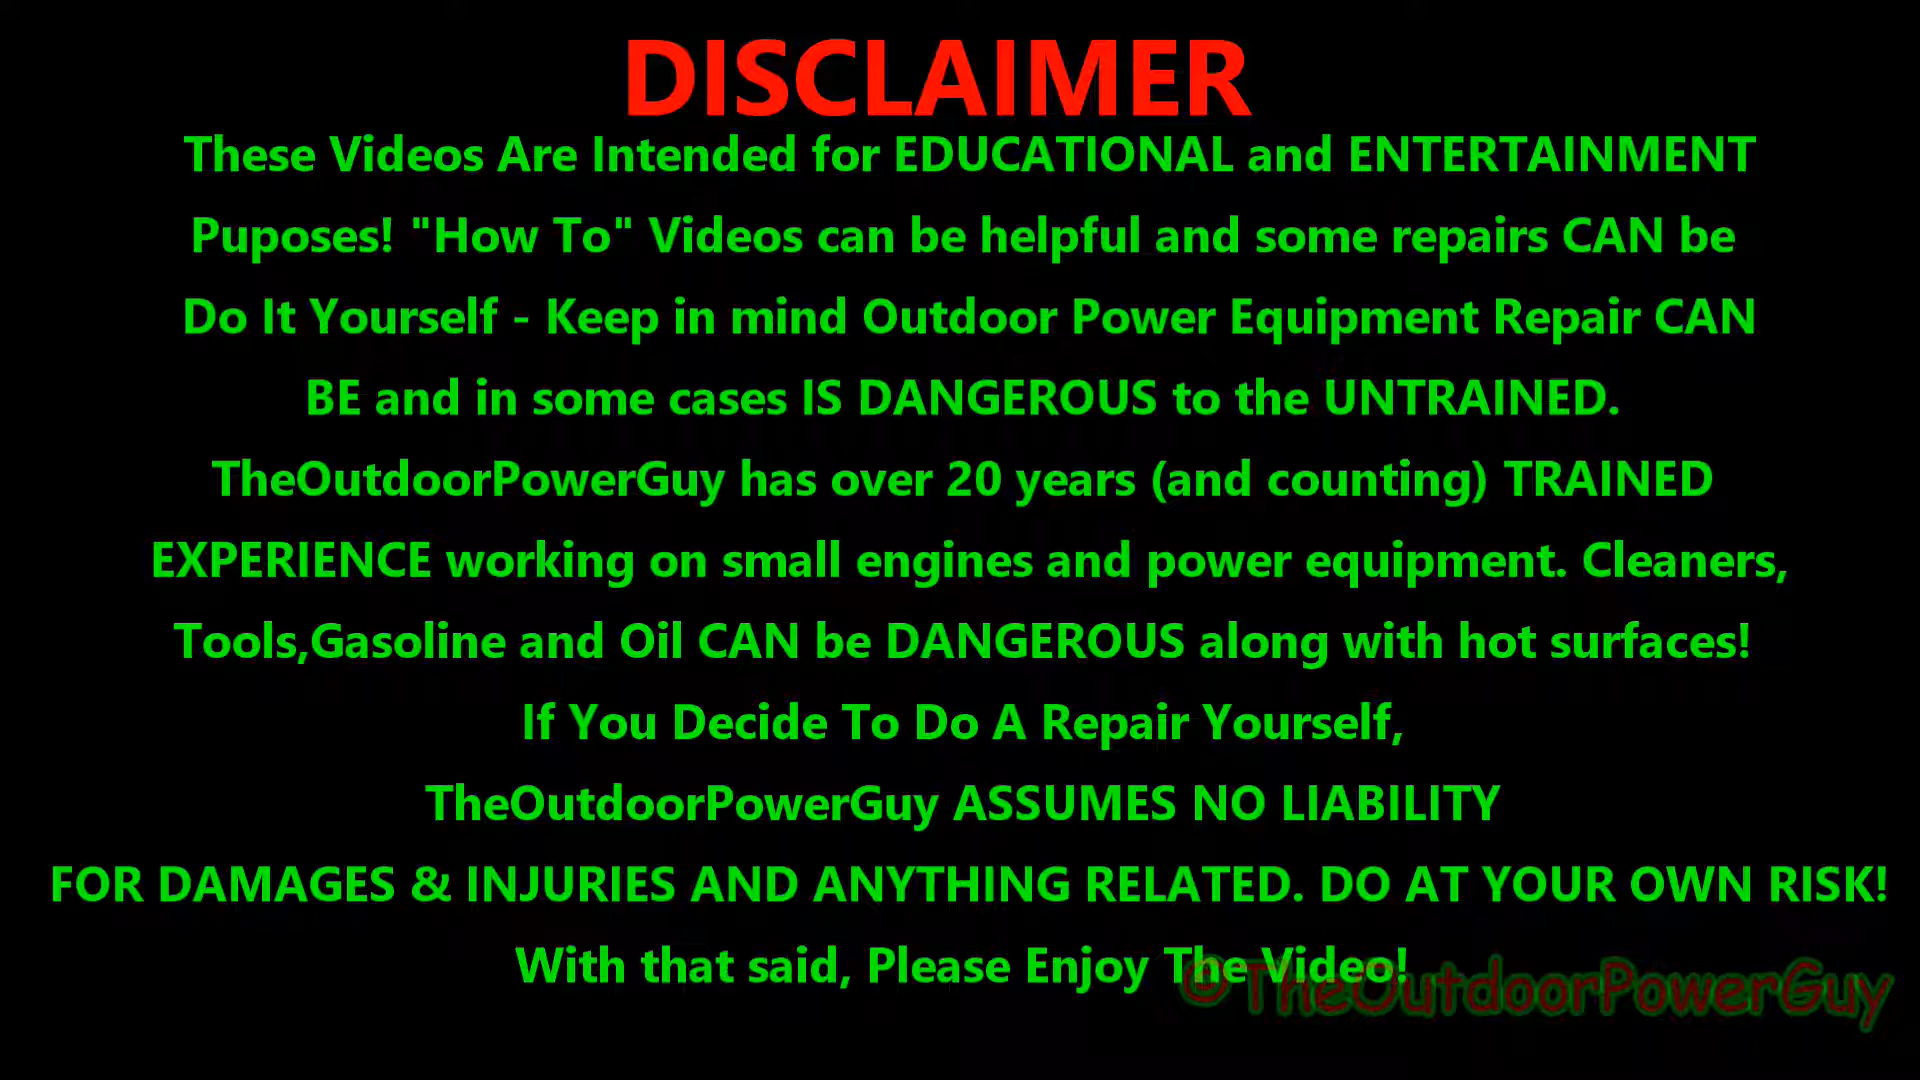 DISCLAIMER
These Videos Are Intended for EDUCATIONAL and ENTERTAINMENT
Puposes! "How To" Videos can be helpful and some repairs CAN be
Do It Yourself - Keep in mind Outdoor Power Equipment Repair CAN
BE and in some cases IS DANGEROUS to the UNTRAINED.
TheOutdoorPowerGuy has over 20 years (and counting) TRAINED
EXPERIENCE working on small engines and power equipment. Cleaners,
Tools,Gasoline and Oil CAN be DANGEROUS along with hot surfaces!
If You Decide To Do A Repair Yourself,
TheOutdoorPowerGuy ASSUMES NO LIABILITY
FOR DAMAGES & INJURIES AND ANYTHING RELATED. DO AT YOUR OWN RISK!
With that said, Please Enjoy The Video!
©TheOutdoorPowerGuy